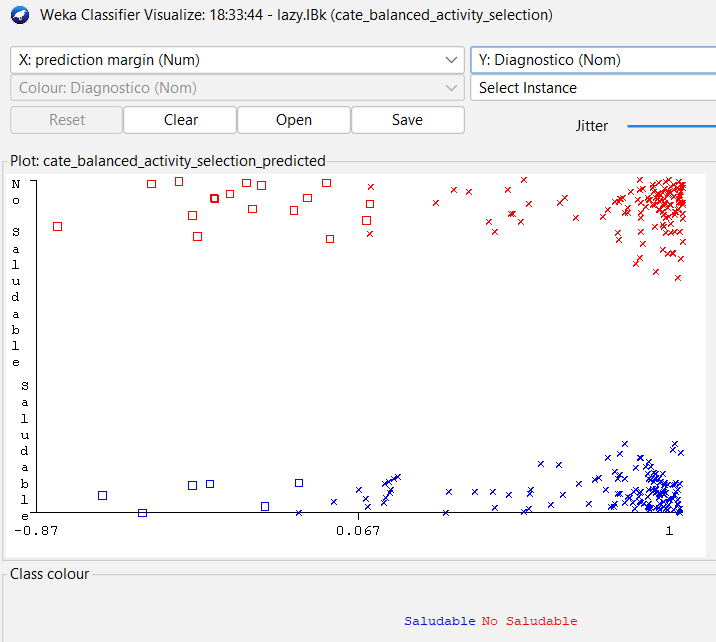 Weka Classifier Visualize: 18:33:44 - lazy.IBk (cate_balanced_activity_selection)
X: prediction margin (Num)
Y: Diagnostico (Nom)
Colour: Diagnostico (Nom)
Select Instance
Reset
Clear
Open
Save
Jitter
Plot: cate_balanced_activity_selection_predicted
No Saludable
Saludable
-0.87
0.067
1
Class colour
Saludable No Saludable